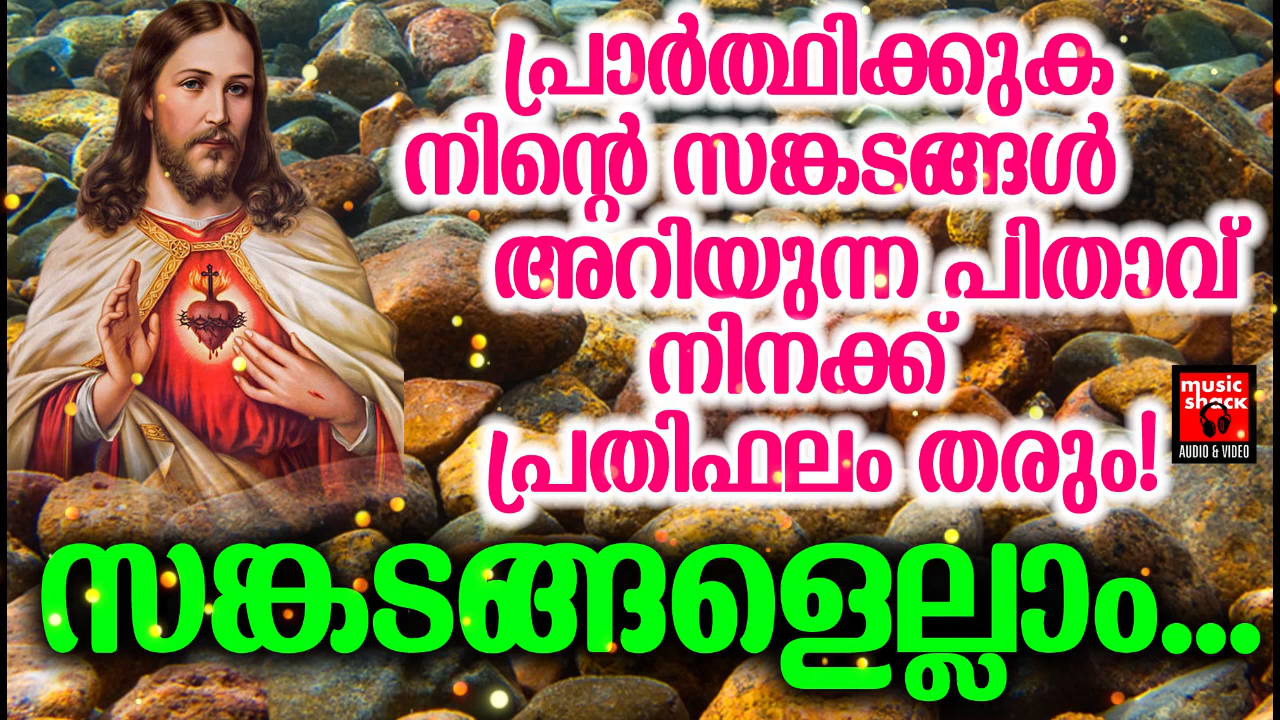 പ്രാർത്ഥിക്കുക
നിന്റെ സങ്കടങ്ങൾ
അറിയുന്ന പിതാവ്
നിനക്ക്
പ്രതിഫലം തരും!
music
shack
AUDIO & VIDEO
സങ്കടങ്ങളെല്ലാം...